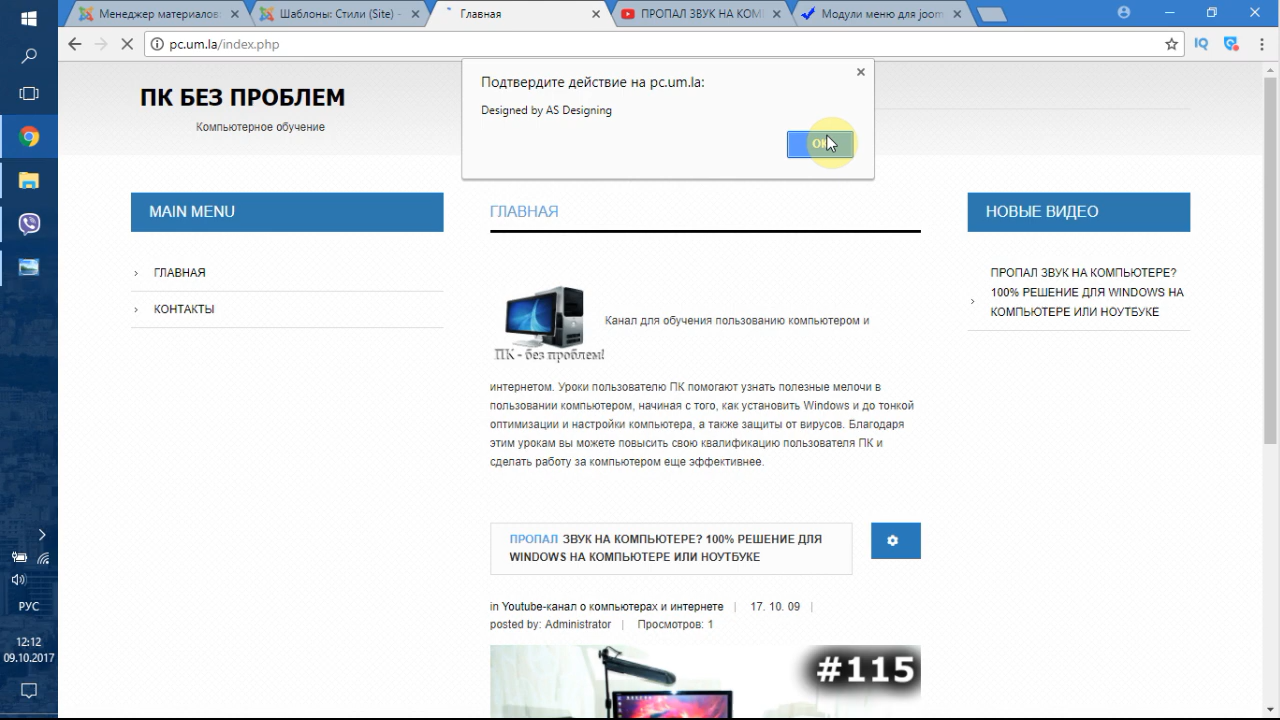 Менеджер материалов
Шаблоны: Стили (Site) -
Главная
ПРОПАЛ ЗВУК НА КОМ
Модули меню для joom
pc.um.la/index.php
IQ
ПК БЕЗ ПРОБЛЕМ
Компьютерное обучение
Подтвердите действие на pc.um.la:
Designed by AS Designing
OK
MAIN MENU
ГЛАВНАЯ
КОНТАКТЫ
ГЛАВНАЯ
Канал для обучения пользованию компьютером и
ПК - без проблем!
интернетом. Уроки пользователю ПК помогают узнать полезные мелочи в
пользовании компьютером, начиная с того, как установить Windows и до тонкой
оптимизации и настройки компьютера, а также защиты от вирусов. Благодаря
этим урокам вы можете повысить свою квалификацию пользователя ПК и
сделать работу за компьютером еще эффективнее.
ПРОПАЛ ЗВУК НА КОМПЬЮТЕРЕ? 100% РЕШЕНИЕ ДЛЯ
WINDOWS НА КОМПЬЮТЕРЕ ИЛИ НОУТБУКЕ
in Youtube-канал о компьютерах и интернете | 17. 10. 09 |
posted by: Administrator | Просмотров: 1
#115
НОВЫЕ ВИДЕО
ПРОПАЛ ЗВУК НА КОМПЬЮТЕРЕ?
100% РЕШЕНИЕ ДЛЯ WINDOWS НА
КОМПЬЮТЕРЕ ИЛИ НОУТБУКЕ
РУС
12:12
09.10.2017